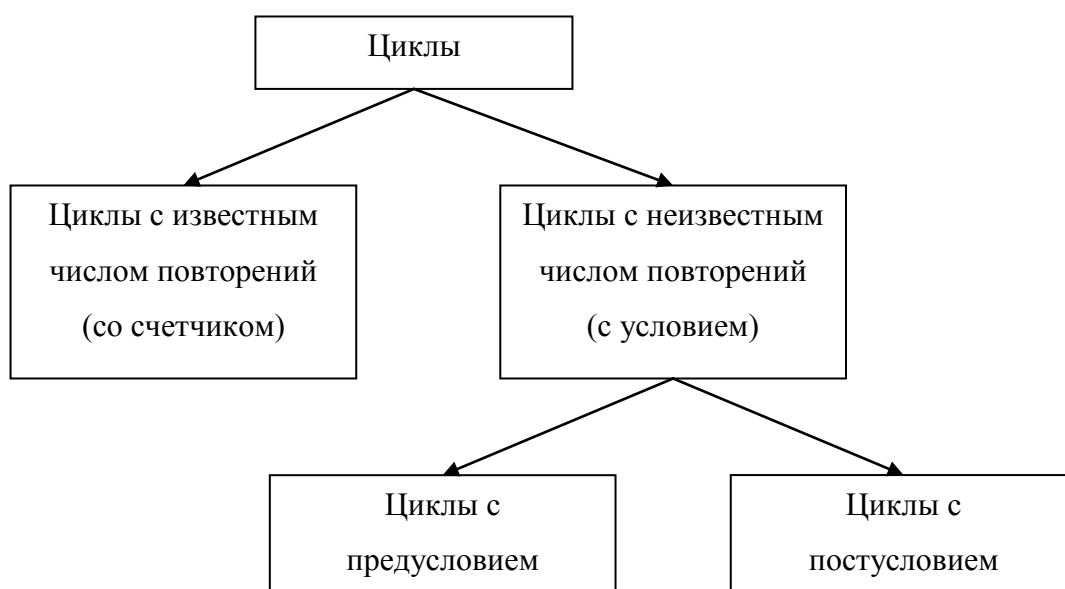 Циклы
Циклы с известным
числом повторений
(со счетчиком)
Циклы с неизвестным
числом повторений
(с условием)
Циклы с
предусловием
Циклы с
постусловием